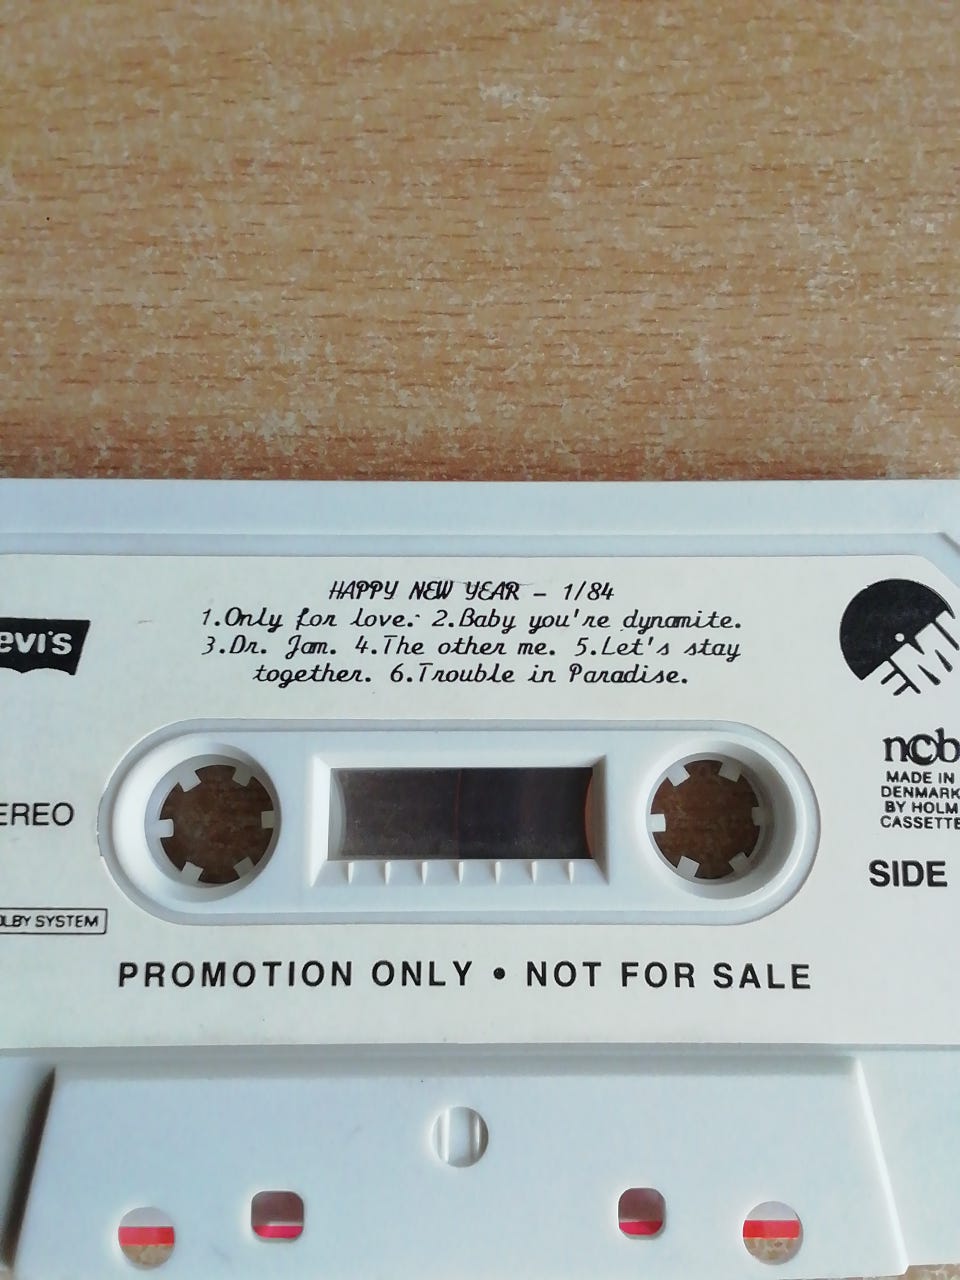 HAPPY NEW YEAR - 1/84
1.Only for love. 2.Baby you're dynamite.
3.Dr. Jam. 4.The other me. 5.Let's stay
together. 6.Trouble in Paradise.
evi's
EMI
ncb
MADE IN
DENMARK
BY HOLM
CASSETTE
EREO
SIDE
LBY SYSTEM
PROMOTION ONLY • NOT FOR SALE